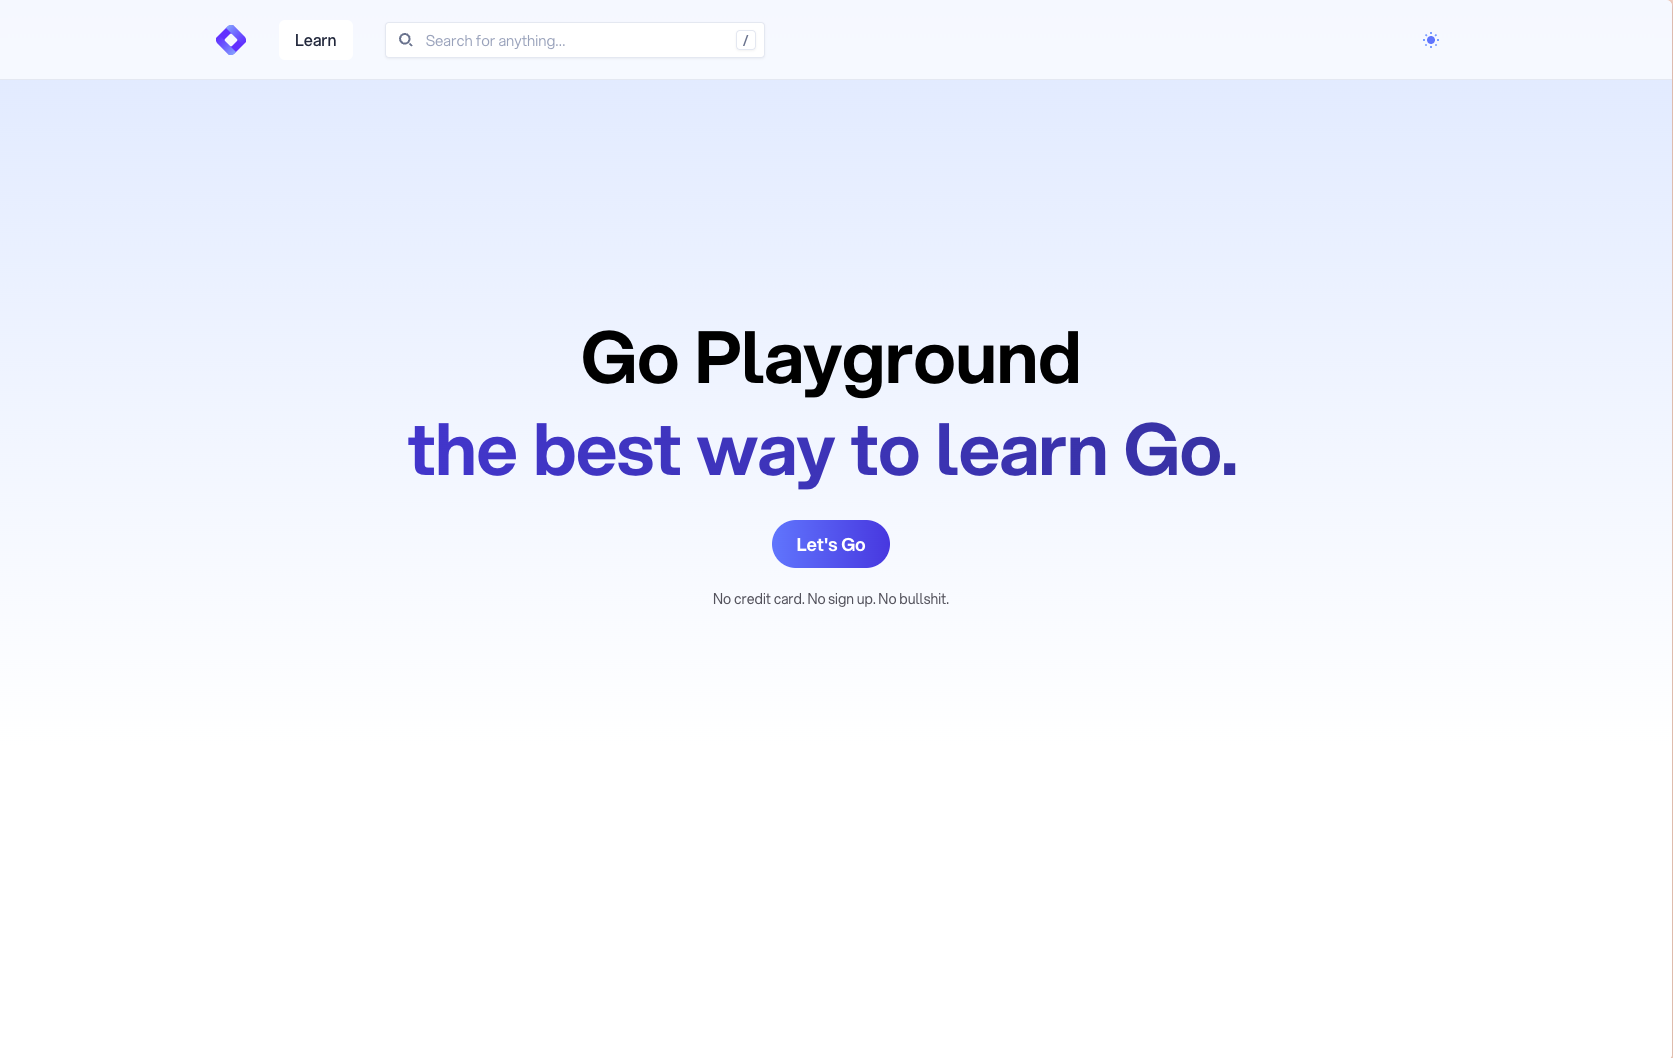 Learn
Search for anything...
/
Go Playground
the best way to learn Go.
Let's Go
No credit card. No sign up. No bullshit.